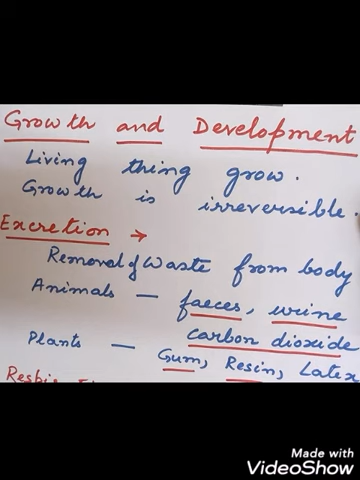 Growth and Development
Living thing grow.
Growth is irreversible.
Excretion →
Removal of Waste from body
Animals — faeces, urine
carbon dioxide
Plants — Gum, Resin, Latex
Made with
VideoShow